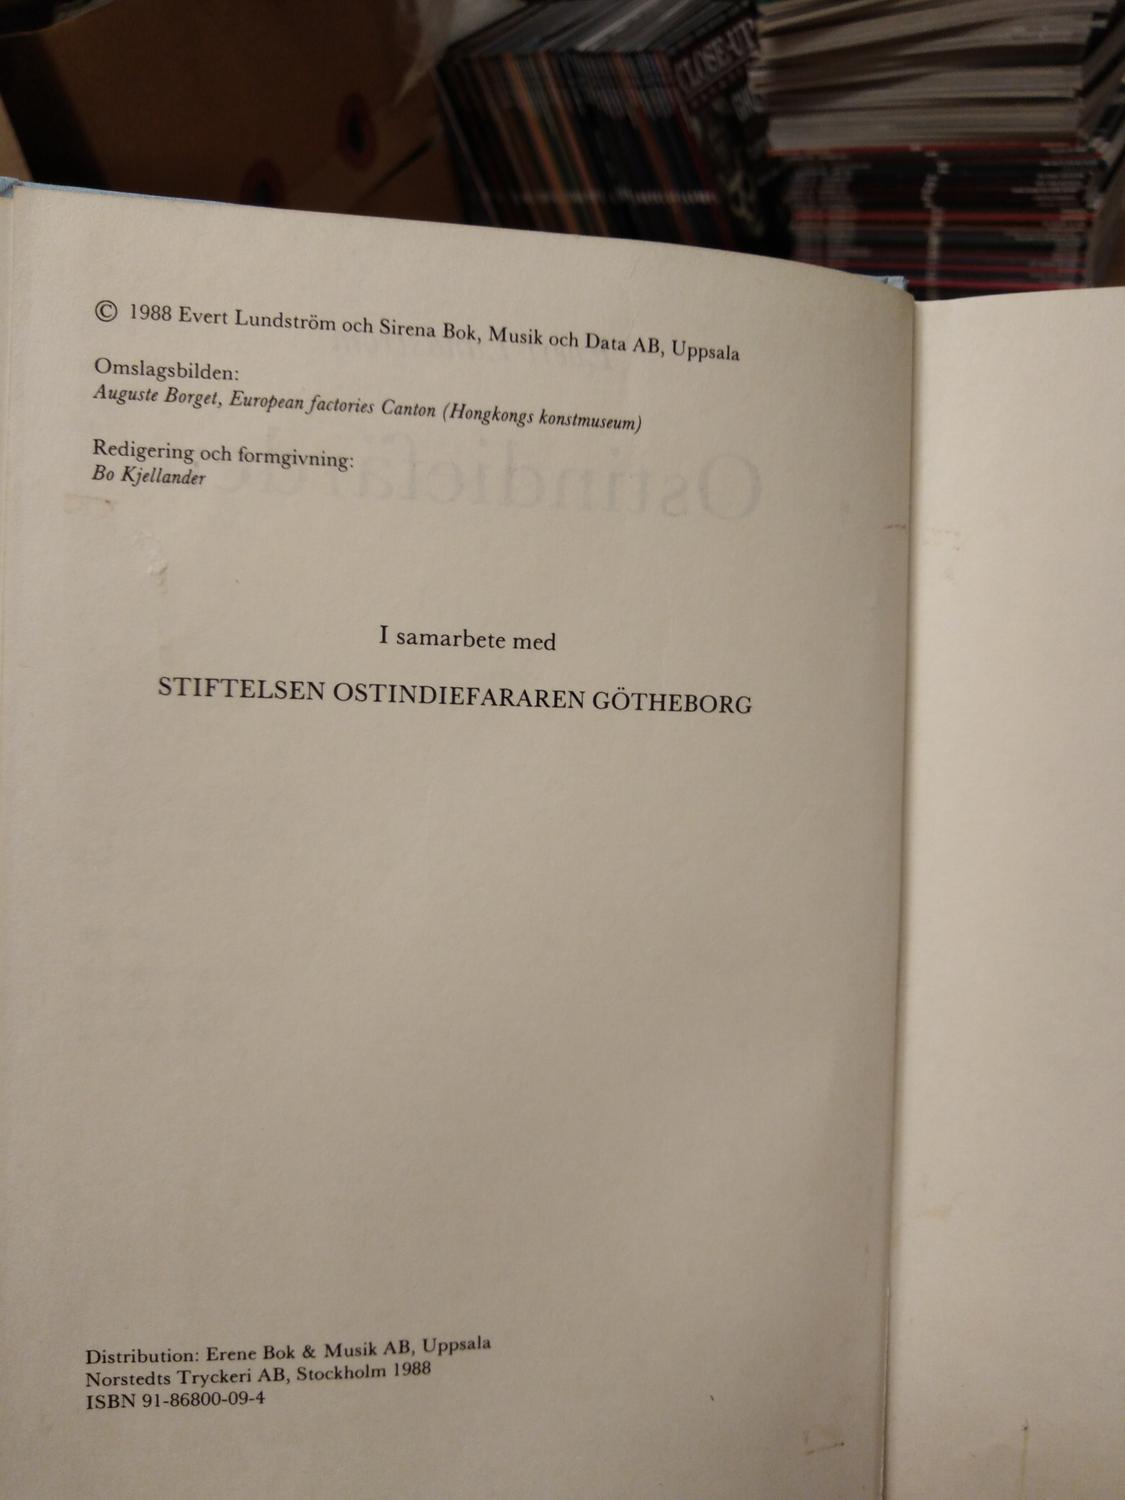 CLOSE-UP
© 1988 Evert Lundström och Sirena Bok, Musik och Data AB, Uppsala
Omslagsbilden:
Auguste Borget, European factories Canton (Hongkongs konstmuseum)
Redigering och formgivning:
Bo Kjellander
I samarbete med
STIFTELSEN OSTINDIEFARAREN GÖTHEBORG
Distribution: Erene Bok & Musik AB, Uppsala
Norstedts Tryckeri AB, Stockholm 1988
ISBN 91-86800-09-4